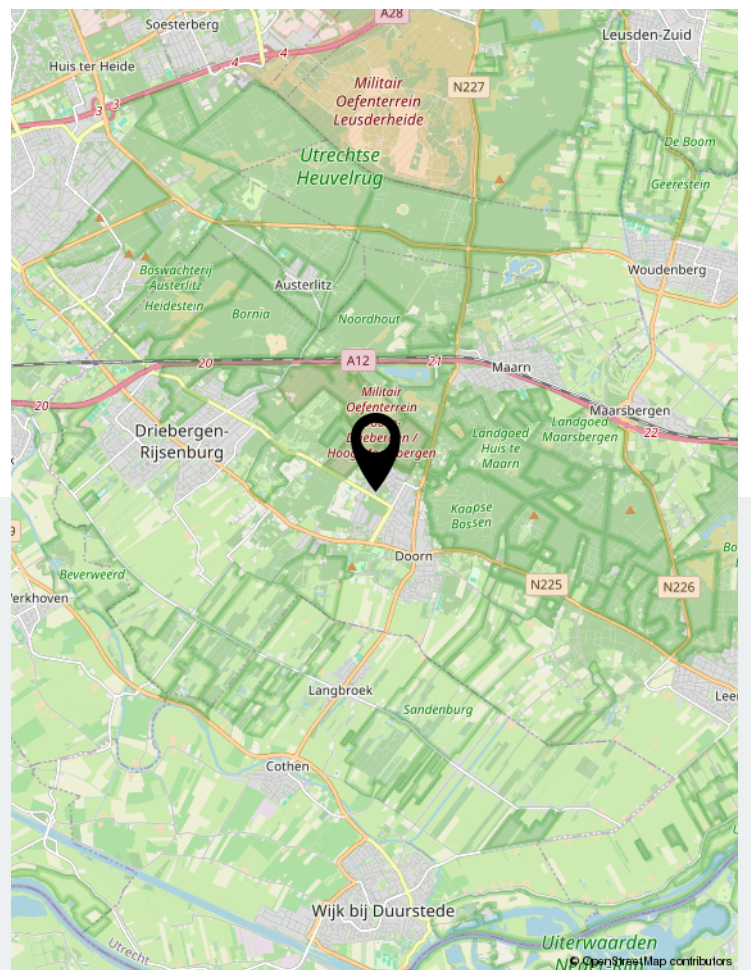 A28
Soesterberg
Leusden-Zuid
4
4
Huis ter Heide
Militair
Oefenterrein
Leusderheide
N227
3
3
De Boom
Utrechtse
Heuvelrug
Geerestein
Boswachterij
Austerlitz
Austerlitz
Woudenberg
Heidestein
Bornia
Noordhout
20
A12
21
Maarn
20
Militair
Oefenterrein
Maarsbergen
Driebergen-
Rijsenburg
Landgoed
Huis te
Maarn
Landgoed
Maarsbergen
22
Kaapse
Bossen
9
Doorn
Beverweerd
N225
N226
Langbroek
Sandenburg
Leer
Cothen
Wijk bij Duurstede
Utrecht
Uiterwaarden
© OpenStreetMap contributors